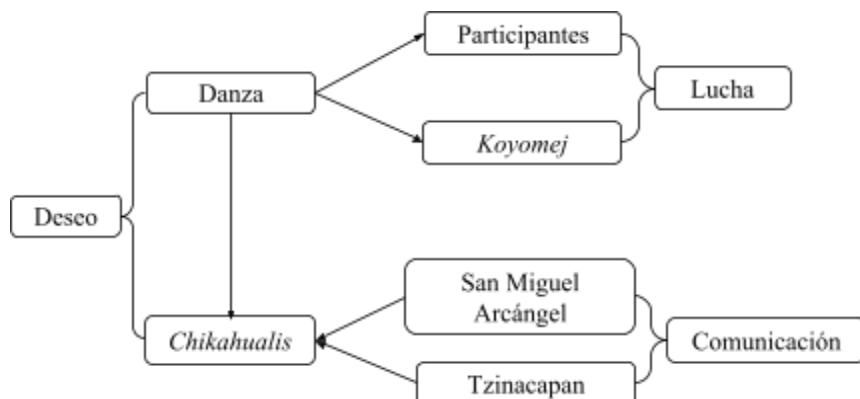 Participantes
Danza
Lucha
Koyomej
Deseo
San Miguel
Arcángel
Chikahualis
Comunicación
Tzinacapan